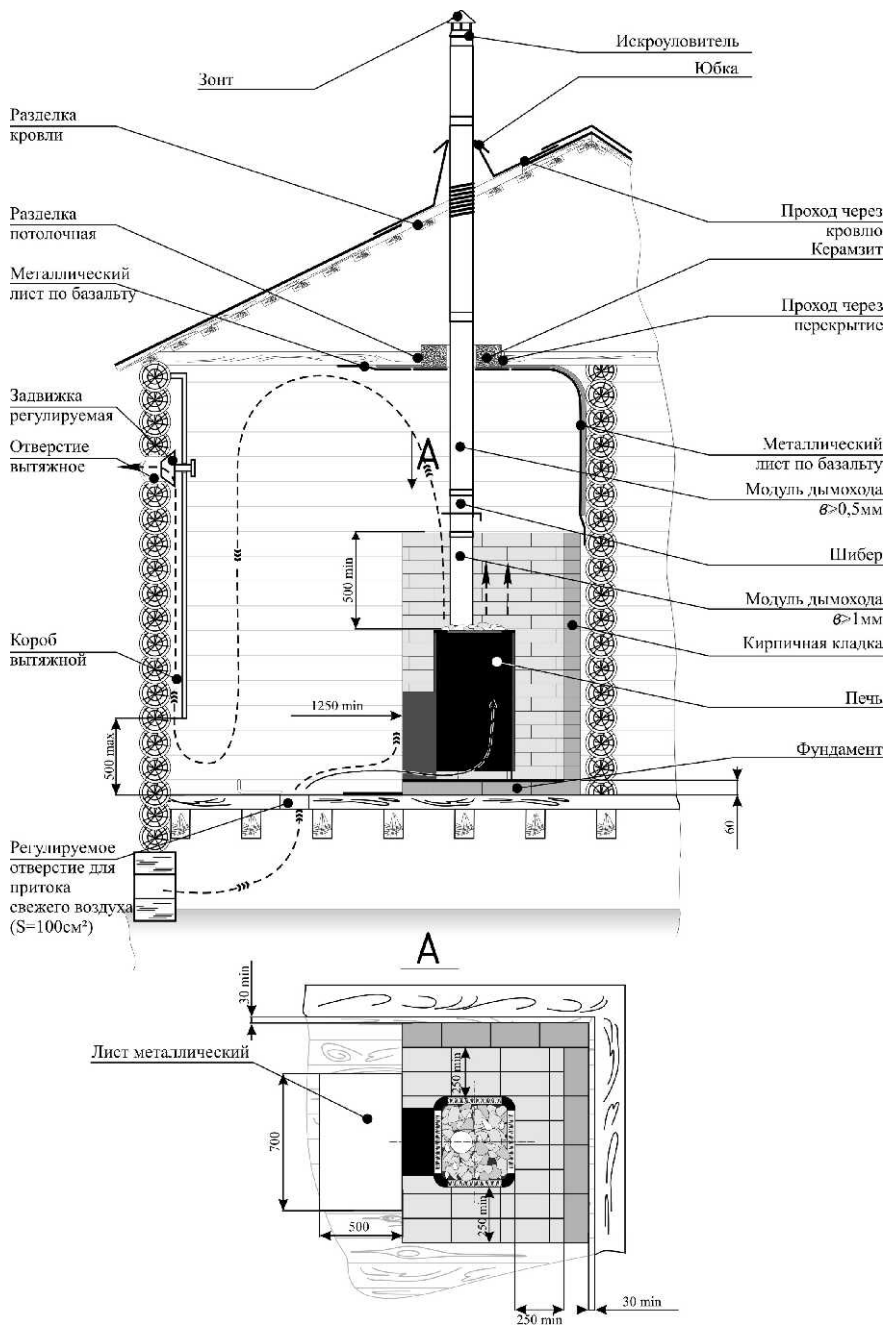 Искроуловитель
Зонт
Юбка
Разделка
кровли
Разделка
потолочная
Проход через
кровлю
Керамзит
Металлический
лист по базальту
Проход через
перекрытие
Задвижка
регулируемая
Отверстие
вытяжное
А
Металлический
лист по базальту
Модуль дымохода
в>0,5мм
Шибер
500 min
Модуль дымохода
в>1мм
Короб
вытяжной
Кирпичная кладка
Печь
1250 min
500 max
Фундамент
60
Регулируемое
отверстие для
притока
свежего воздуха
(S=100см²)
А
30 min
Лист металлический
250 min
700
250 min
500
30 min
250 min